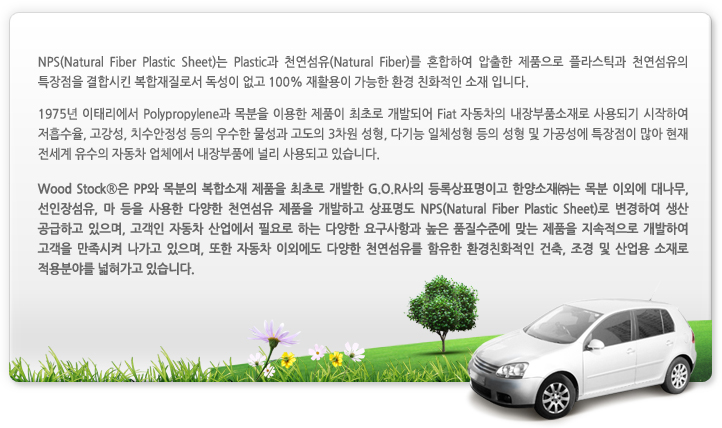 NPS(Natural Fiber Plastic Sheet)는 Plastic과 천연섬유(Natural Fiber)를 혼합하여 압출한 제품으로 플라스틱과 천연섬유의
특장점을 결합시킨 복합재질로서 독성이 없고 100% 재활용이 가능한 환경 친화적인 소재 입니다.
1975년 이태리에서 Polypropylene과 목분을 이용한 제품이 최초로 개발되어 Fiat 자동차의 내장부품소재로 사용되기 시작하여
저흡수율, 고강성, 치수안정성 등의 우수한 물성과 고도의 3차원 성형, 다기능 일체성형 등의 성형 및 가공성에 특장점이 많아 현재
전세계 유수의 자동차 업체에서 내장부품에 널리 사용되고 있습니다.
Wood Stock®은 PP와 목분의 복합소재 제품을 최초로 개발한 G.O.R사의 등록상표명이고 한양소재㈜는 목분 이외에 대나무,
선인장섬유, 마 등을 사용한 다양한 천연섬유 제품을 개발하고 상표명도 NPS(Natural Fiber Plastic Sheet)로 변경하여 생산
공급하고 있으며, 고객인 자동차 산업에서 필요로 하는 다양한 요구사항과 높은 품질수준에 맞는 제품을 지속적으로 개발하여
고객을 만족시켜 나가고 있으며, 또한 자동차 이외에도 다양한 천연섬유를 함유한 환경친화적인 건축, 조경 및 산업용 소재로
적용분야를 넓혀가고 있습니다.